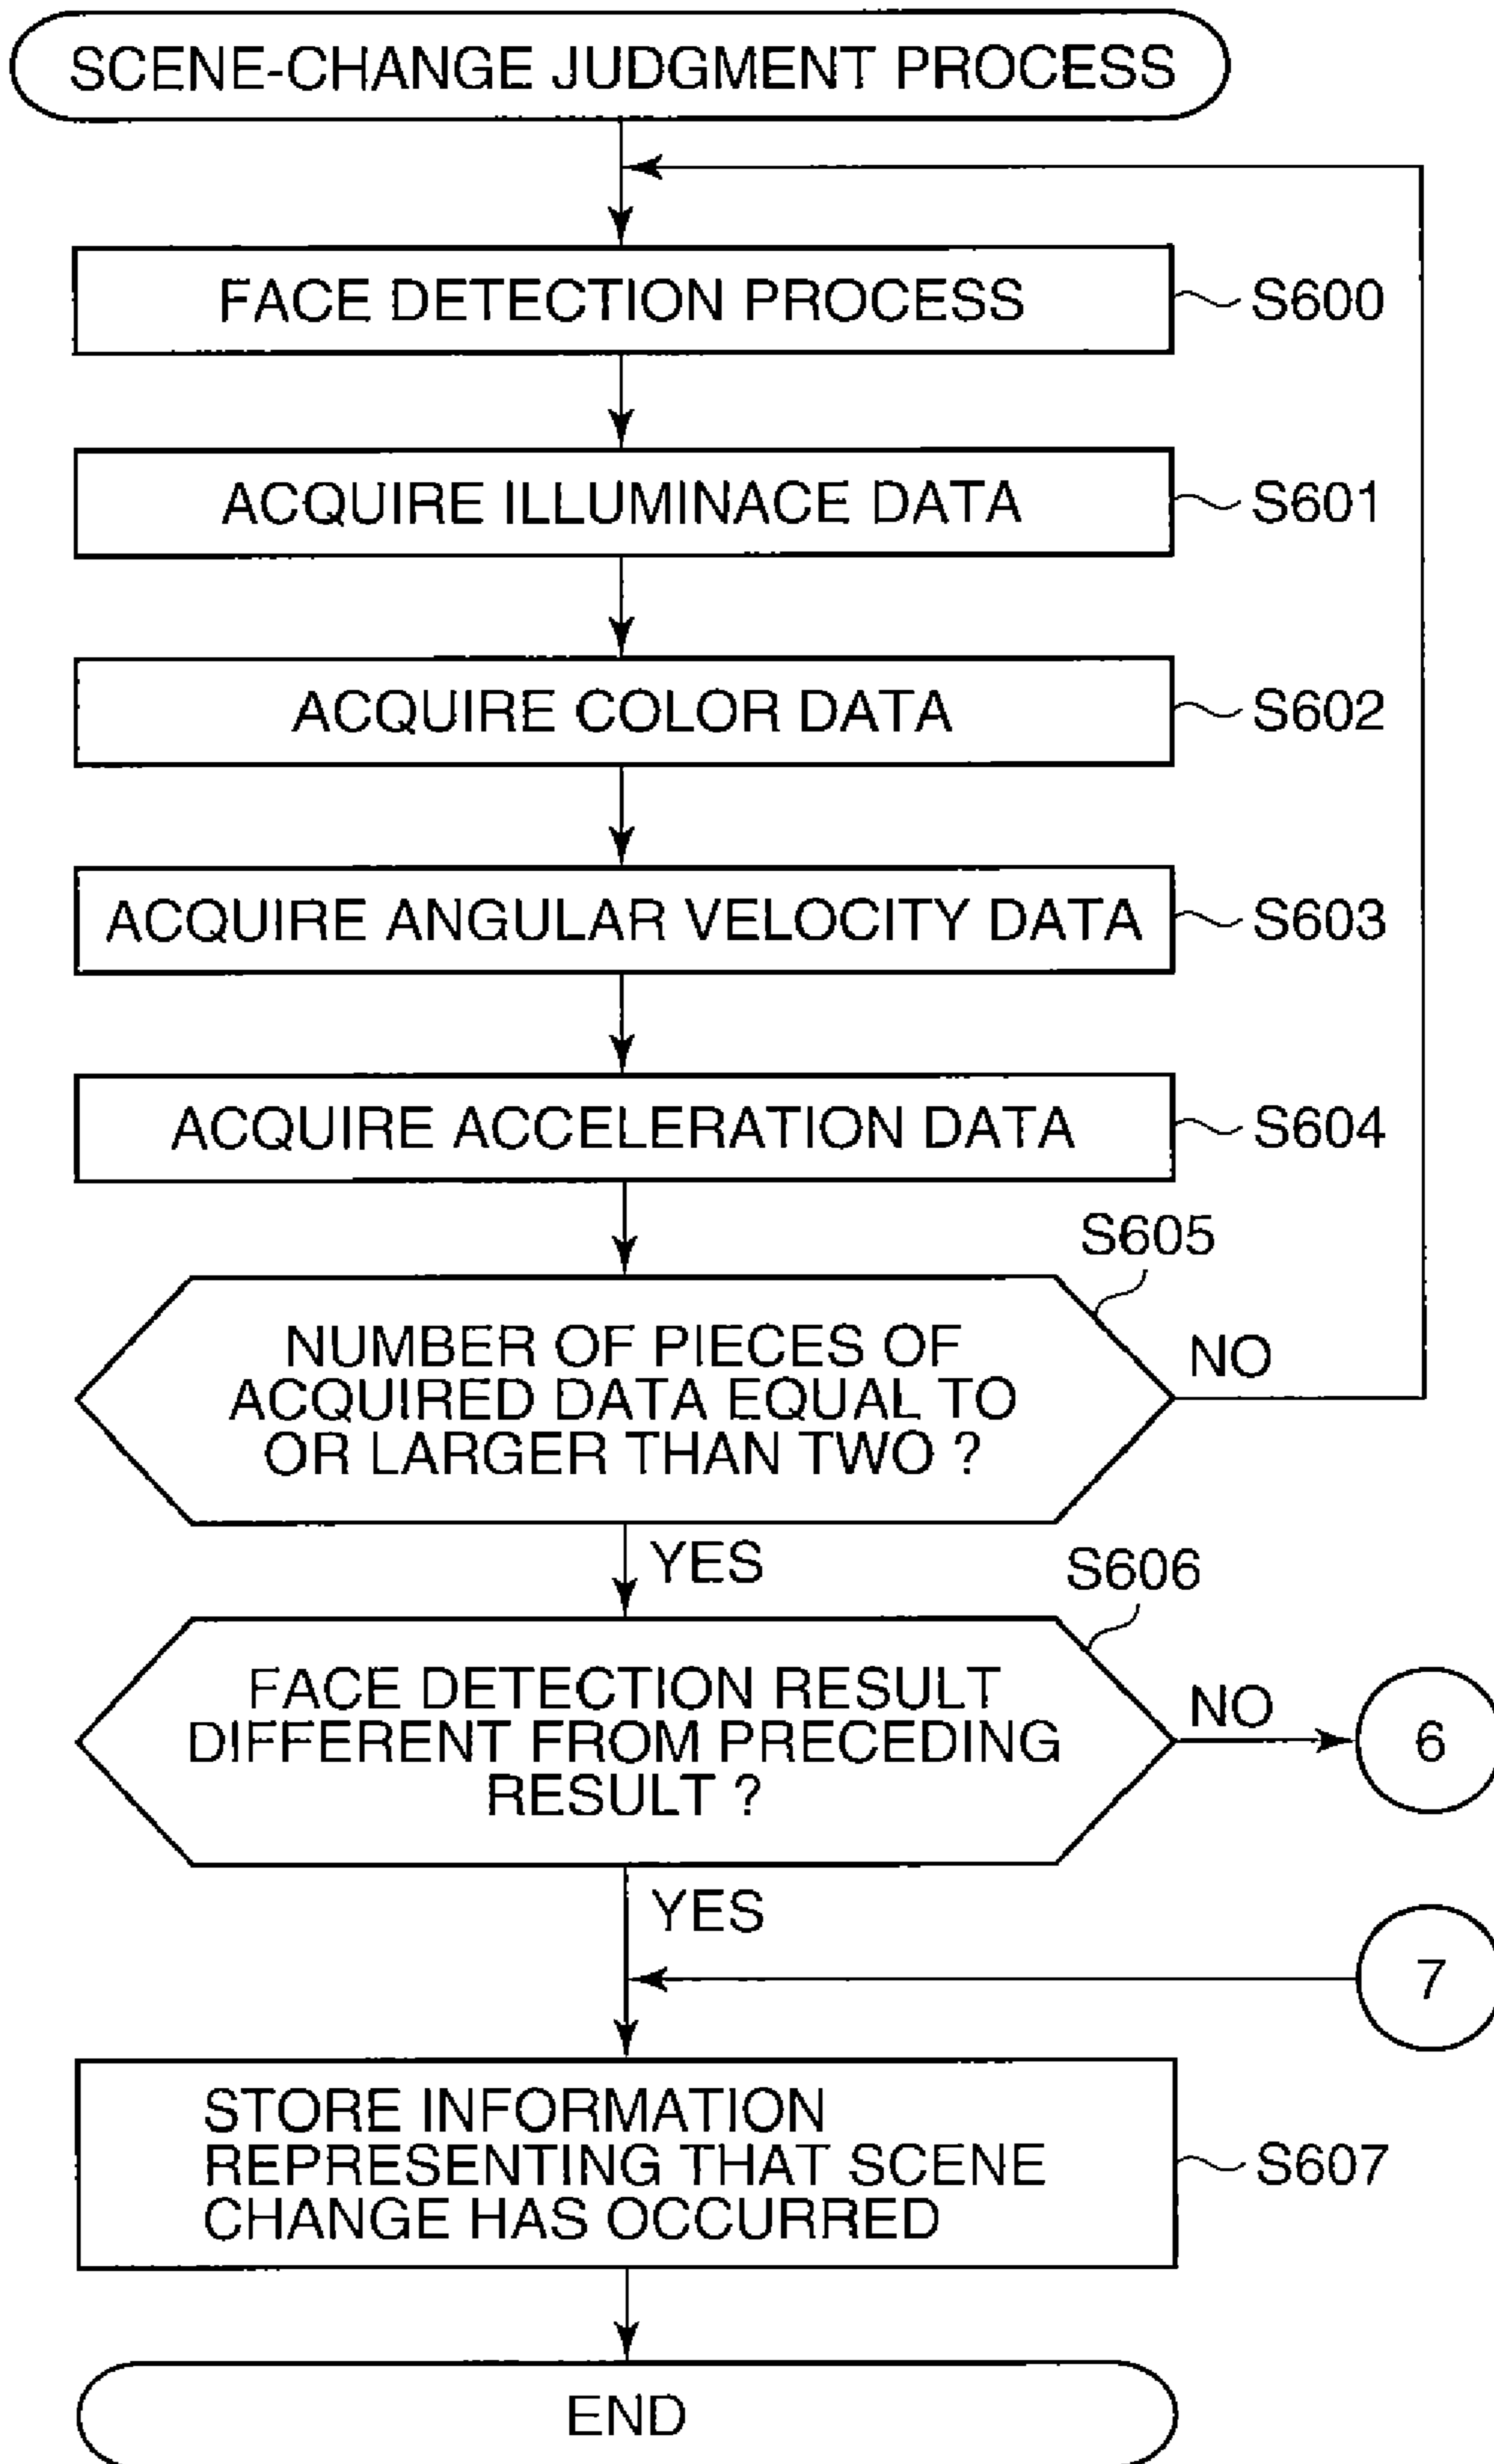 SCENE-CHANGE JUDGMENT PROCESS
FACE DETECTION PROCESS
S600
ACQUIRE ILLUMINACE DATA
S601
ACQUIRE COLOR DATA
S602
ACQUIRE ANGULAR VELOCITY DATA
S603
ACQUIRE ACCELERATION DATA
S604
S605
NUMBER OF PIECES OF
ACQUIRED DATA EQUAL TO
OR LARGER THAN TWO ?
NO
YES
S606
FACE DETECTION RESULT
DIFFERENT FROM PRECEDING
RESULT ?
NO
6
YES
7
STORE INFORMATION
REPRESENTING THAT SCENE
CHANGE HAS OCCURRED
S607
END